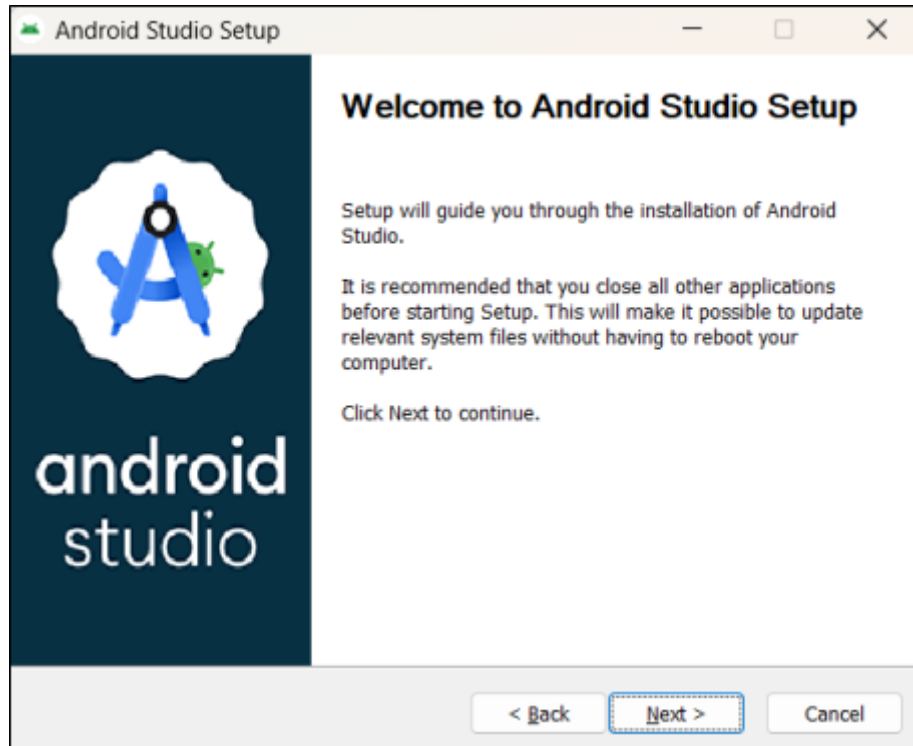 Android Studio Setup
Welcome to Android Studio Setup
Setup will guide you through the installation of Android
Studio.
It is recommended that you close all other applications
before starting Setup. This will make it possible to update
relevant system files without having to reboot your
computer.
Click Next to continue.
android
studio
< Back Next > Cancel